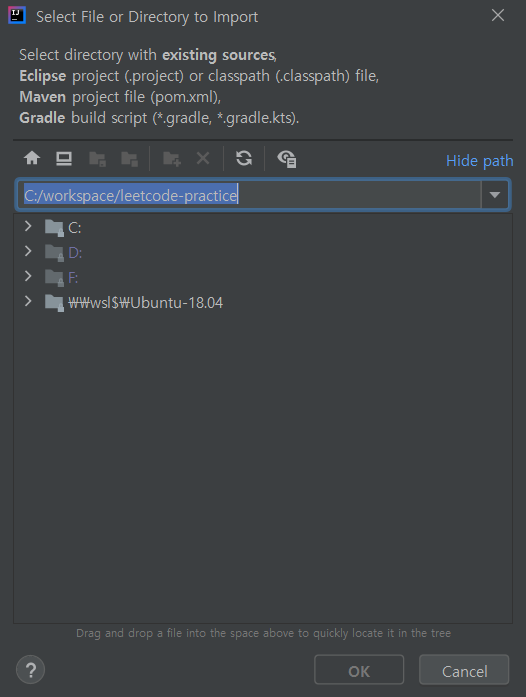 IJ
Select File or Directory to Import
Select directory with existing sources,
Eclipse project (.project) or classpath (.classpath) file,
Maven project file (pom.xml),
Gradle build script (*.gradle, *.gradle.kts).
Hide path
C:/workspace/leetcode-practice
C:
D:
F:
₩₩wsl$₩Ubuntu-18.04
Drag and drop a file into the space above to quickly locate it in the tree
?
OK
Cancel